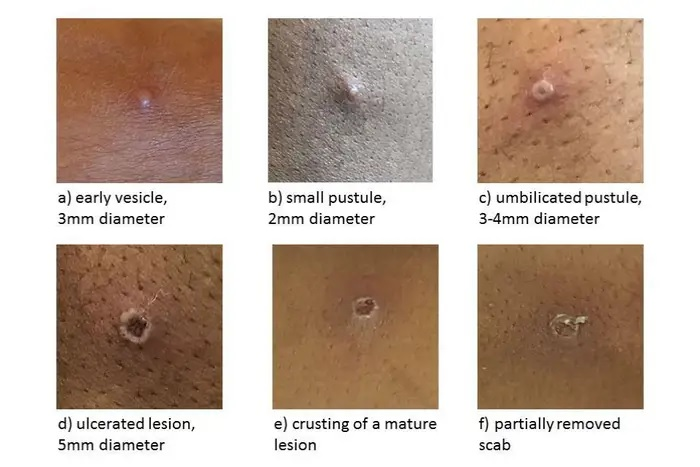 a) early vesicle,
3mm diameter
b) small pustule,
2mm diameter
c) umbilicated pustule,
3-4mm diameter
d) ulcerated lesion,
5mm diameter
e) crusting of a mature
lesion
f) partially removed
scab